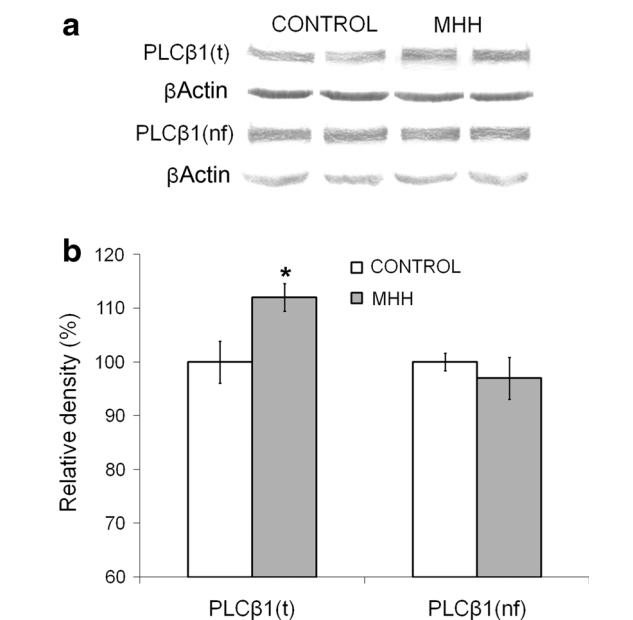 a
CONTROL MHH
PLCβ1(t)
βActin
PLCβ1(nf)
βActin
b
120
110
100
90
80
70
60
Relative density (%)
*
CONTROL
MHH
PLCβ1(t) PLCβ1(nf)